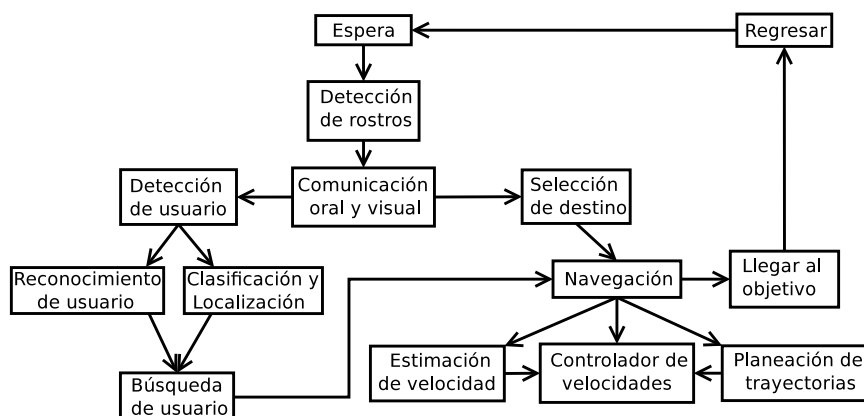 Espera
Regresar
Detección
de rostros
Detección
de usuario
Comunicación
oral y visual
Selección
de destino
Reconocimiento
de usuario
Clasificación y
Localización
Navegación
Llegar al
objetivo
Búsqueda
de usuario
Estimación
de velocidad
Controlador de
velocidades
Planeación de
trayectorias